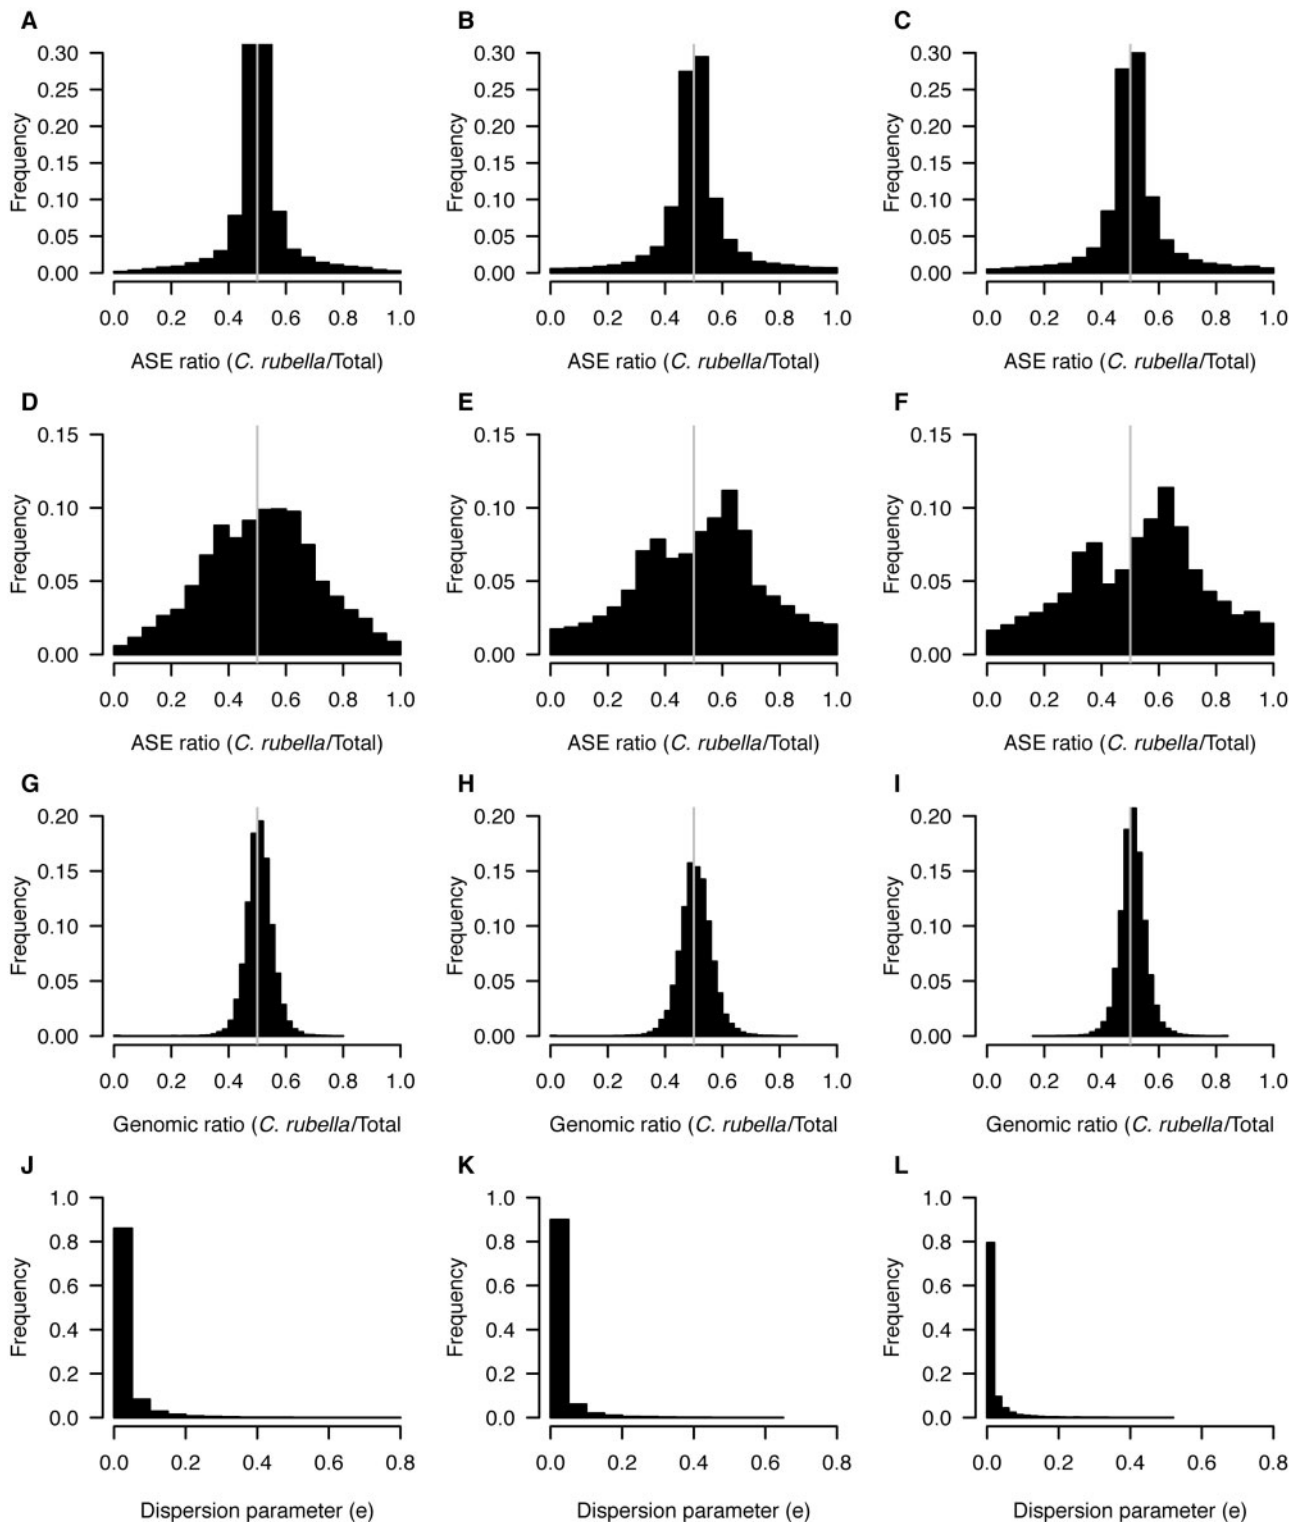 A
B
C
Frequency
0.30
0.25
0.20
0.15
0.10
0.05
0.00
0.0 0.2 0.4 0.6 0.8 1.0
ASE ratio (C. rubella/Total)
Frequency
0.30
0.25
0.20
0.15
0.10
0.05
0.00
0.0 0.2 0.4 0.6 0.8 1.0
ASE ratio (C. rubella/Total)
Frequency
0.30
0.25
0.20
0.15
0.10
0.05
0.00
0.0 0.2 0.4 0.6 0.8 1.0
ASE ratio (C. rubella/Total)
D
E
F
Frequency
0.15
0.10
0.05
0.00
0.0 0.2 0.4 0.6 0.8 1.0
ASE ratio (C. rubella/Total)
Frequency
0.15
0.10
0.05
0.00
0.0 0.2 0.4 0.6 0.8 1.0
ASE ratio (C. rubella/Total)
Frequency
0.15
0.10
0.05
0.00
0.0 0.2 0.4 0.6 0.8 1.0
ASE ratio (C. rubella/Total)
G
H
I
Frequency
0.20
0.15
0.10
0.05
0.00
0.0 0.2 0.4 0.6 0.8 1.0
Genomic ratio (C. rubella/Total
Frequency
0.20
0.15
0.10
0.05
0.00
0.0 0.2 0.4 0.6 0.8 1.0
Genomic ratio (C. rubella/Total
Frequency
0.20
0.15
0.10
0.05
0.00
0.0 0.2 0.4 0.6 0.8 1.0
Genomic ratio (C. rubella/Total
J
K
L
Frequency
1.0
0.8
0.6
0.4
0.2
0.0
0.0 0.2 0.4 0.6 0.8
Dispersion parameter (e)
Frequency
1.0
0.8
0.6
0.4
0.2
0.0
0.0 0.2 0.4 0.6 0.8
Dispersion parameter (e)
Frequency
1.0
0.8
0.6
0.4
0.2
0.0
0.0 0.2 0.4 0.6 0.8
Dispersion parameter (e)